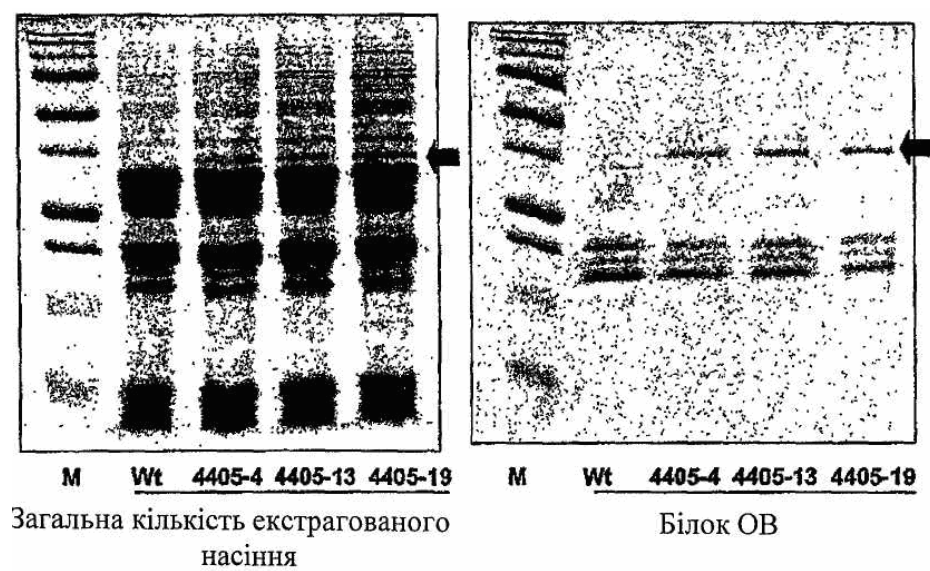 M Wt 4405-4 4405-13 4405-19
Загальна кількість екстрагованого
насіння
M Wt 4405-4 4405-13 4405-19
Білок ОВ